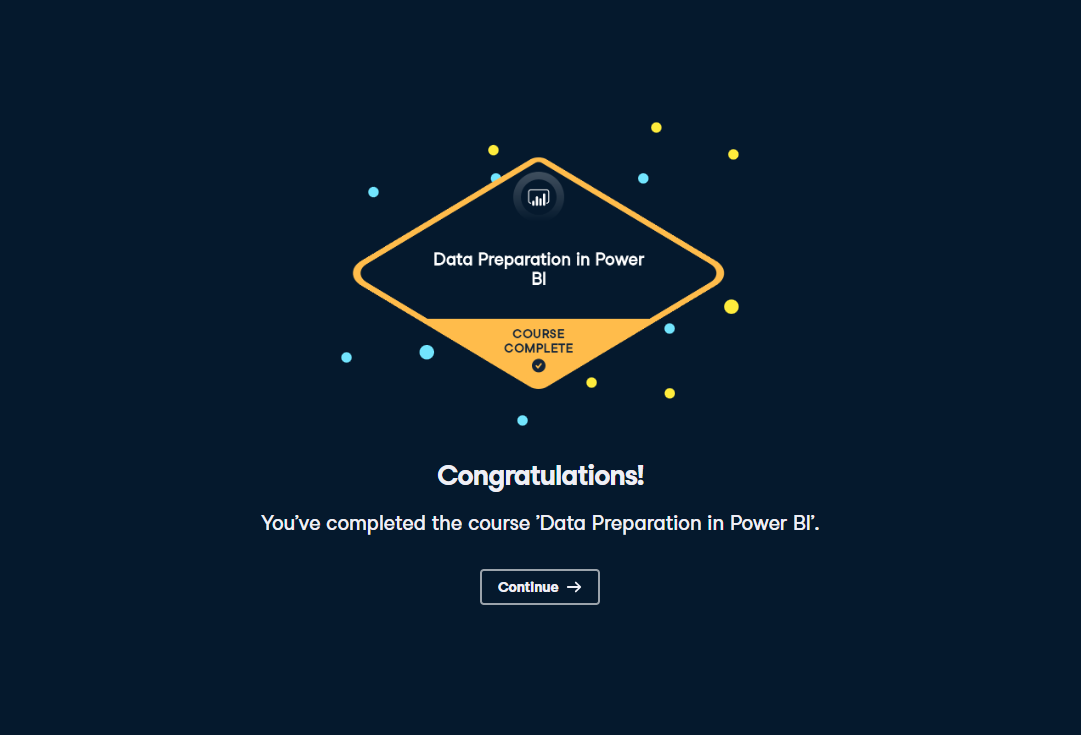 Data Preparation in Power
BI
COURSE
COMPLETE
Congratulations!
You’ve completed the course ’Data Preparation in Power BI’.
Continue →